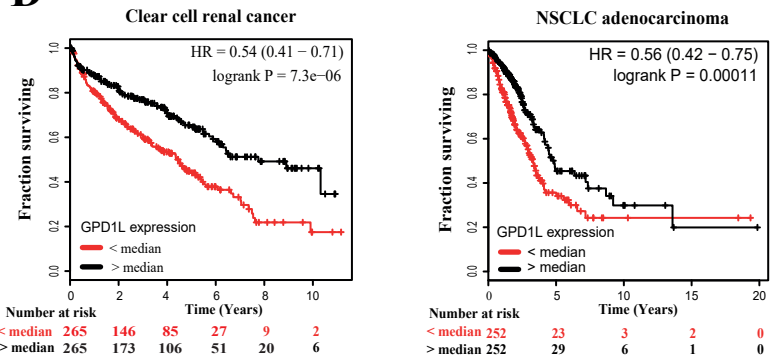 D
Clear cell renal cancer
HR = 0.54 (0.41 − 0.71)
logrank P = 7.3e−06
Fraction surviving
1.0
0.8
0.6
0.4
0.2
0.0
GPD1L expression
< median
> median
0 2 4 6 8 10
Time (Years)
Number at risk
< median 265 146 85 27 9 2
> median 265 173 106 51 20 6
NSCLC adenocarcinoma
HR = 0.56 (0.42 − 0.75)
logrank P = 0.00011
Fraction surviving
1.0
0.8
0.6
0.4
0.2
0.0
GPD1L expression
< median
> median
0 5 10 15 20
Time (Years)
Number at risk
< median 252 23 3 2 0
> median 252 29 6 1 0